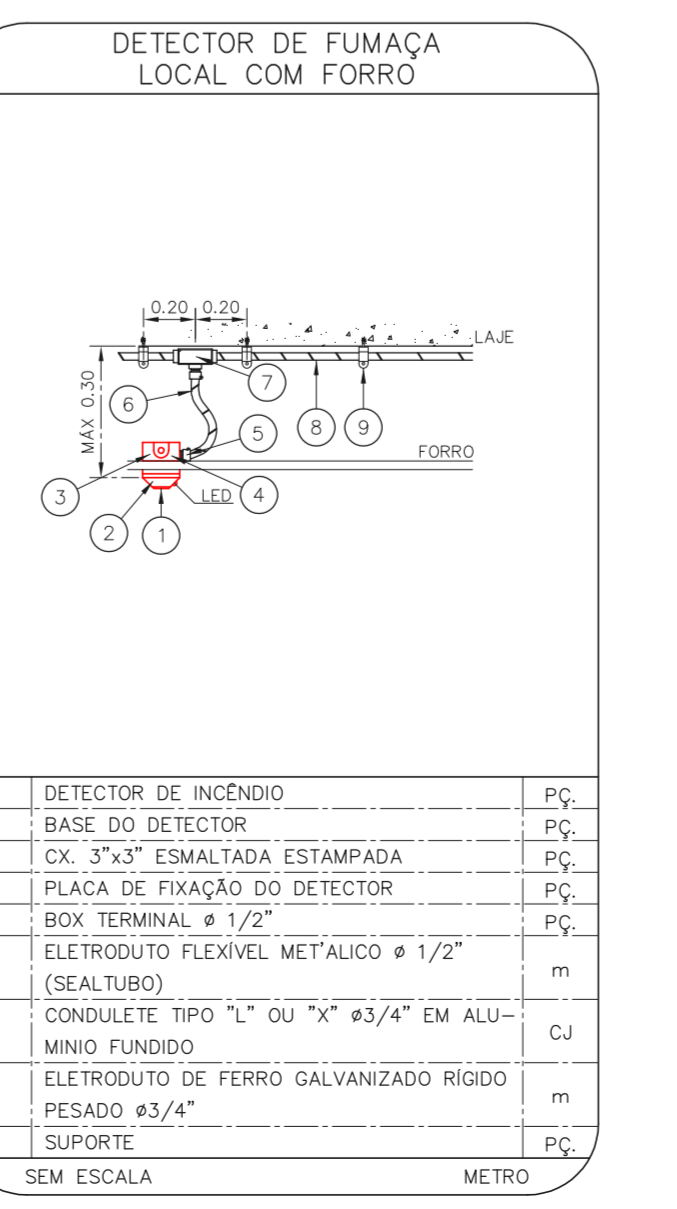 DETECTOR DE FUMAÇA
LOCAL COM FORRO
0.20 0.20
LAJE
MÁX 0.30
7
6
8
9
5
FORRO
3
LED
4
2
1
DETECTOR DE INCÊNDIO PÇ.
BASE DO DETECTOR PÇ.
CX. 3"x3" ESMALTADA ESTAMPADA PÇ.
PLACA DE FIXAÇÃO DO DETECTOR PÇ.
BOX TERMINAL ø 1/2" PÇ.
ELETRODUTO FLEXÍVEL MET'ALICO ø 1/2"
(SEALTUBO) m
CONDULETE TIPO "L" OU "X" ø3/4" EM ALU-
MINIO FUNDIDO CJ
ELETRODUTO DE FERRO GALVANIZADO RÍGIDO
PESADO ø3/4" m
SUPORTE PÇ.
SEM ESCALA METRO